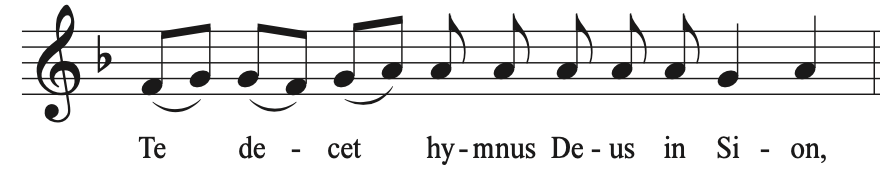 Te de - cet hy - mnus De - us in Si - on,